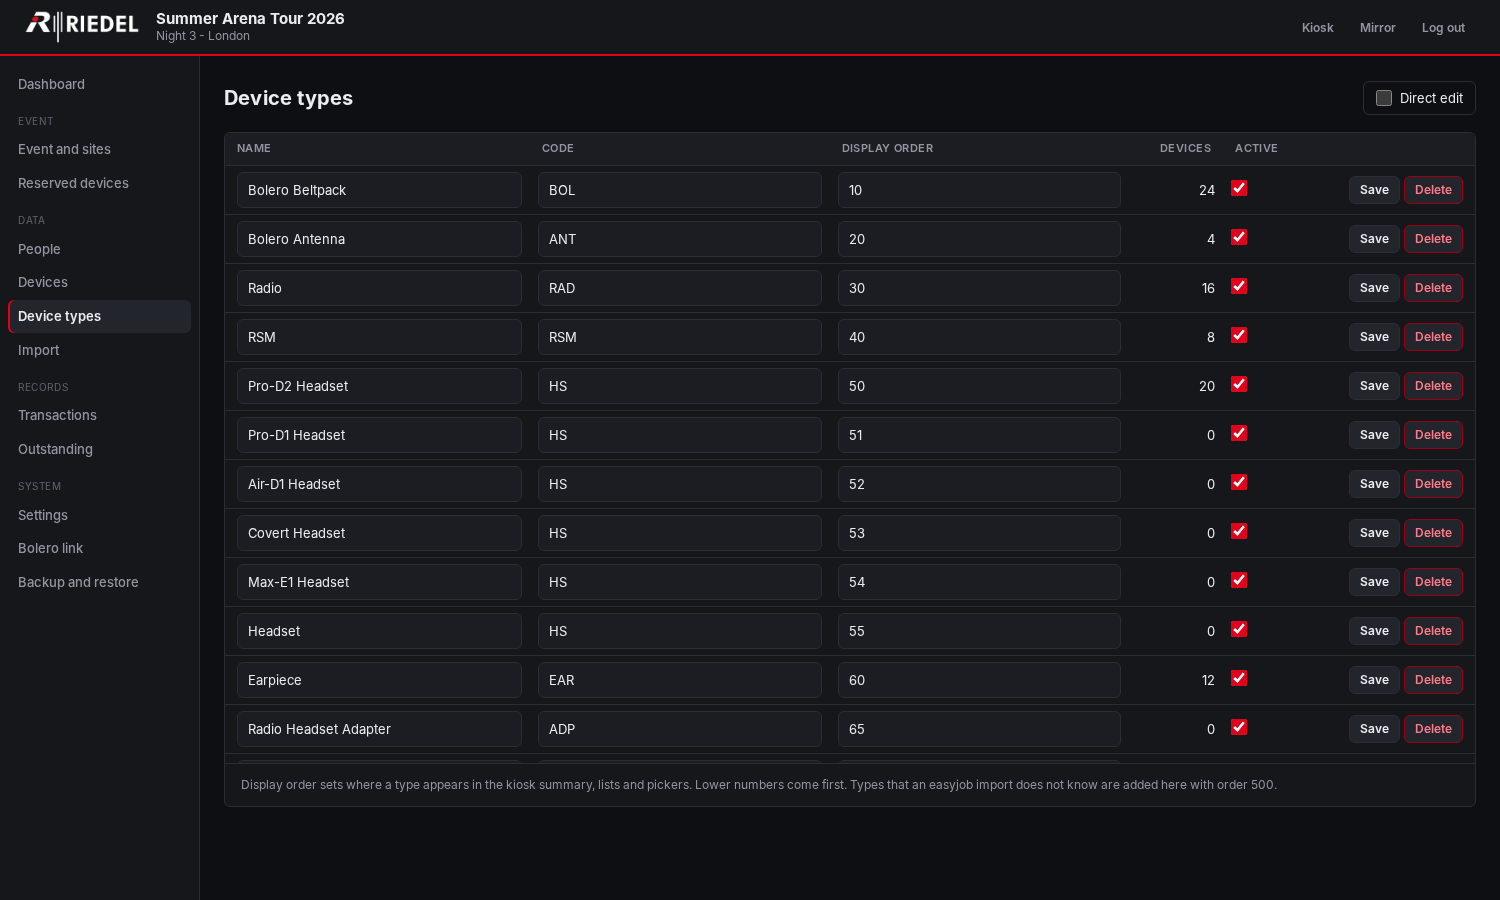 RIEDEL
Summer Arena Tour 2026
Night 3 - London
Kiosk Mirror Log out
Dashboard
EVENT
Event and sites
Reserved devices
DATA
People
Devices
Device types
Import
RECORDS
Transactions
Outstanding
SYSTEM
Settings
Bolero link
Backup and restore
Device types
Direct edit
NAME CODE DISPLAY ORDER DEVICES ACTIVE
Bolero Beltpack BOL 10 24 Save Delete
Bolero Antenna ANT 20 4 Save Delete
Radio RAD 30 16 Save Delete
RSM RSM 40 8 Save Delete
Pro-D2 Headset HS 50 20 Save Delete
Pro-D1 Headset HS 51 0 Save Delete
Air-D1 Headset HS 52 0 Save Delete
Covert Headset HS 53 0 Save Delete
Max-E1 Headset HS 54 0 Save Delete
Headset HS 55 0 Save Delete
Earpiece EAR 60 12 Save Delete
Radio Headset Adapter ADP 65 0 Save Delete
Display order sets where a type appears in the kiosk summary, lists and pickers. Lower numbers come first. Types that an easyjob import does not know are added here with order 500.